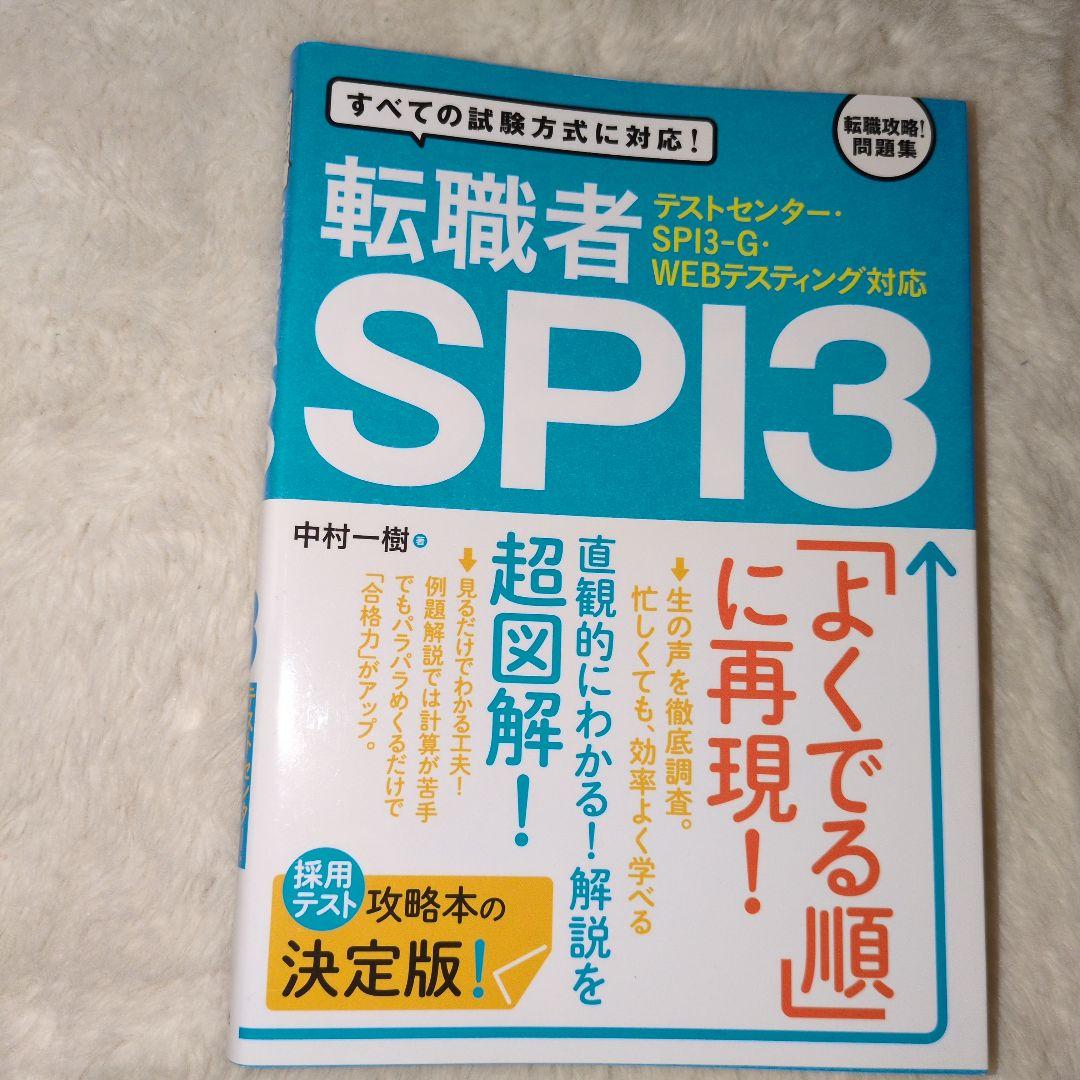 すべての試験方式に対応!
転職攻略!
問題集
転職者
テストセンター・
SPI3-G・
WEBテスティング対応
SPI3
中村一樹 著
「よくでる順」
に再現!
➡生の声を徹底調査。
忙しくても、効率よく学べる
直観的にわかる!解説を
超図解!
➡見るだけでわかる工夫!
例題解説では計算が苦手
でもパラパラめくるだけで
「合格力」がアップ。
採用
テスト
攻略本の
決定版!